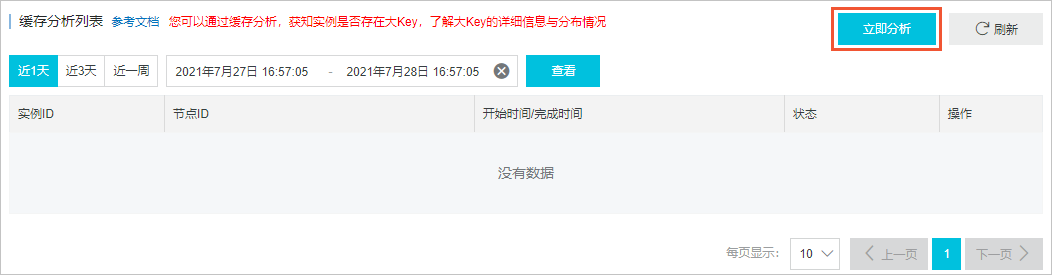 缓存分析列表 参考文档 您可以通过缓存分析，获知实例是否存在大Key，了解大Key的详细信息与分布情况 立即分析 刷新
近1天 近3天 近一周 2021年7月27日 16:57:05 - 2021年7月28日 16:57:05 查看
实例ID 节点ID 开始时间/完成时间 状态 操作
没有数据
每页显示： 10 上一页 1 下一页